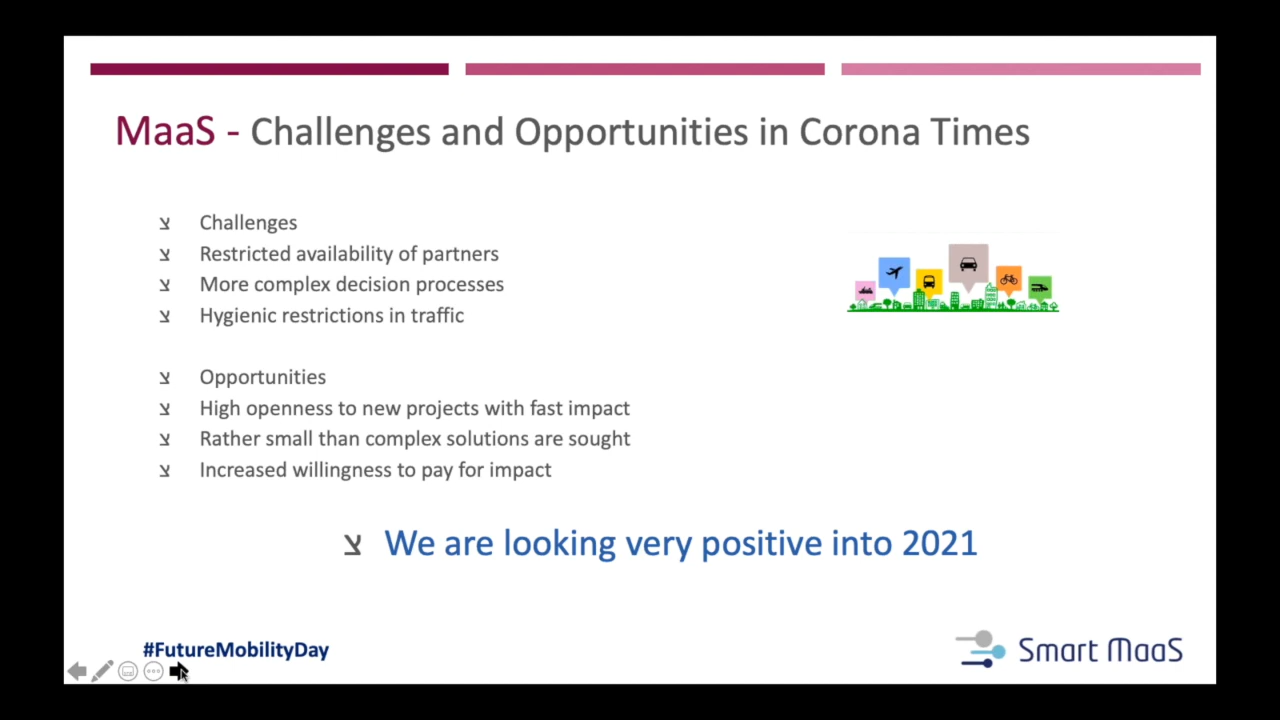 MaaS - Challenges and Opportunities in Corona Times
צ Challenges
צ Restricted availability of partners
צ More complex decision processes
צ Hygienic restrictions in traffic
צ Opportunities
צ High openness to new projects with fast impact
צ Rather small than complex solutions are sought
צ Increased willingness to pay for impact
צ We are looking very positive into 2021
#FutureMobilityDay
Smart MaaS